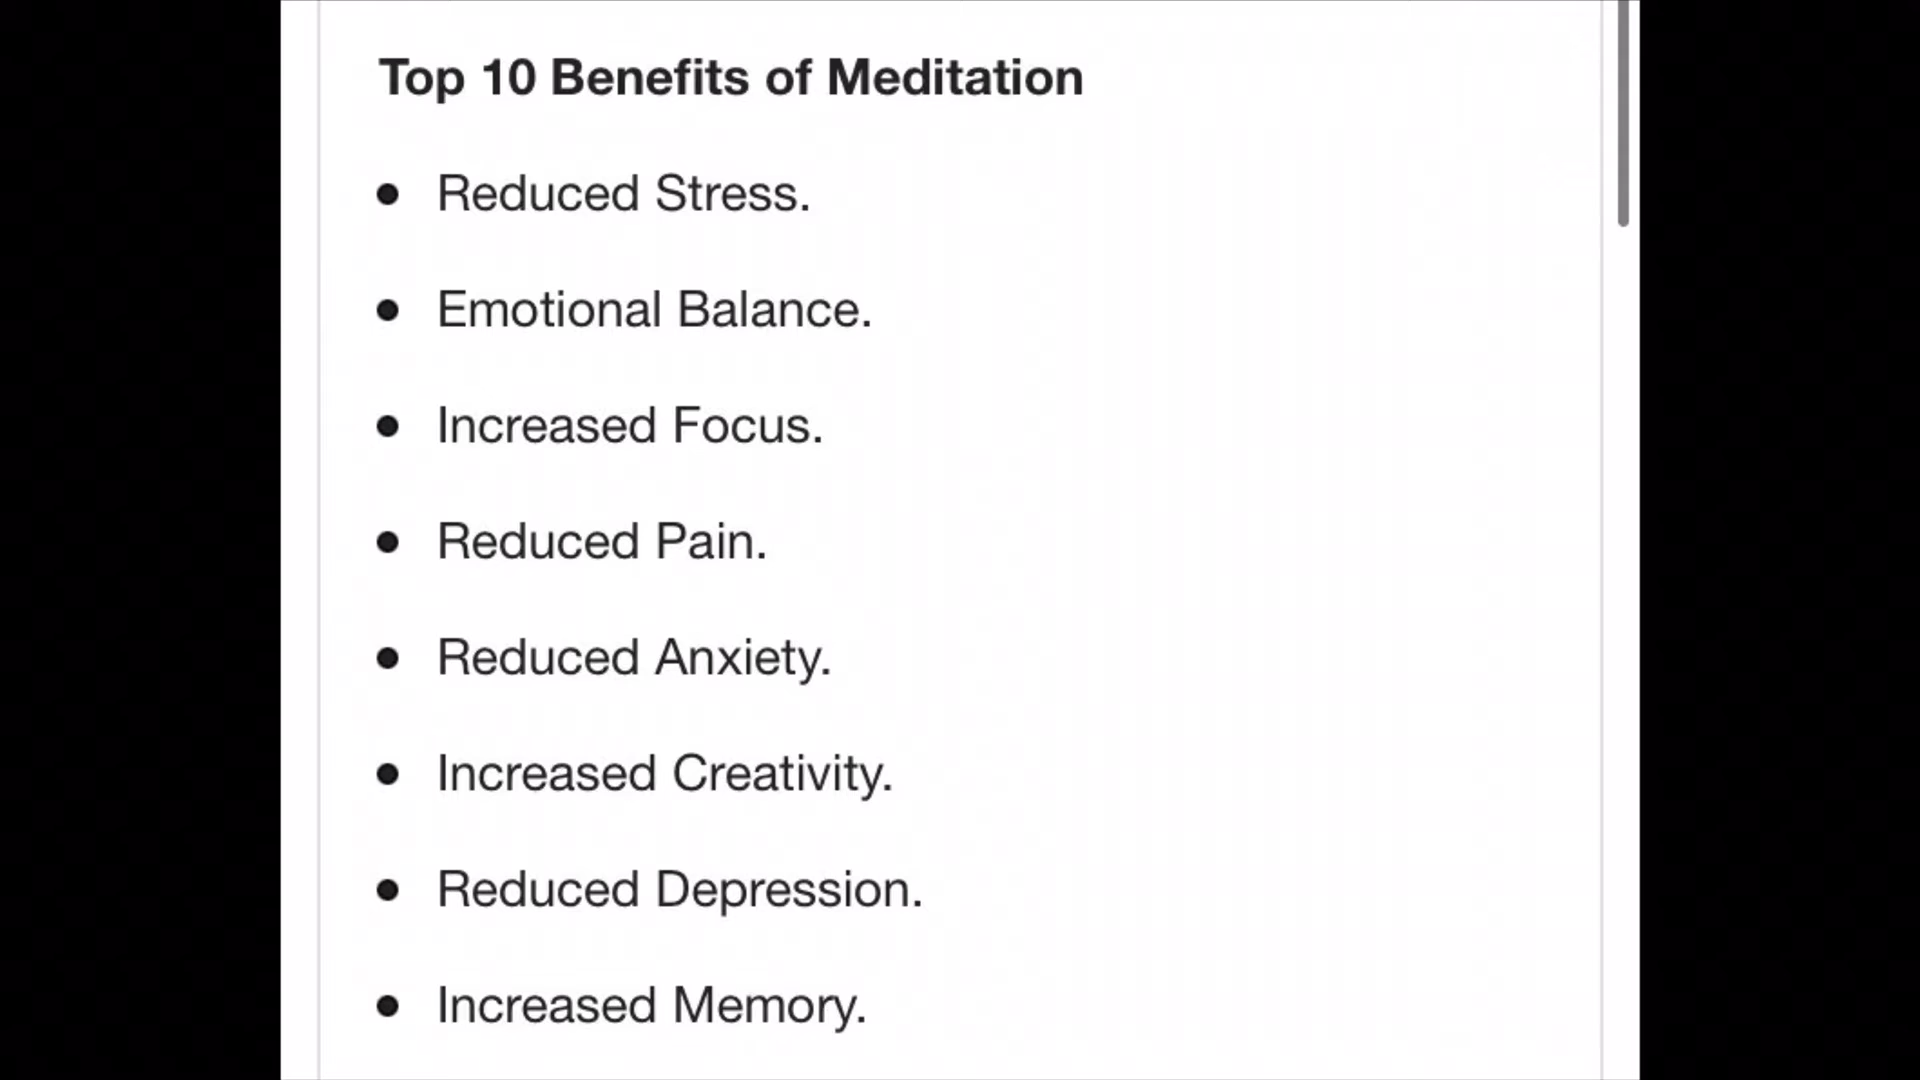 Top 10 Benefits of Meditation
Reduced Stress.
Emotional Balance.
Increased Focus.
Reduced Pain.
Reduced Anxiety.
Increased Creativity.
Reduced Depression.
Increased Memory.